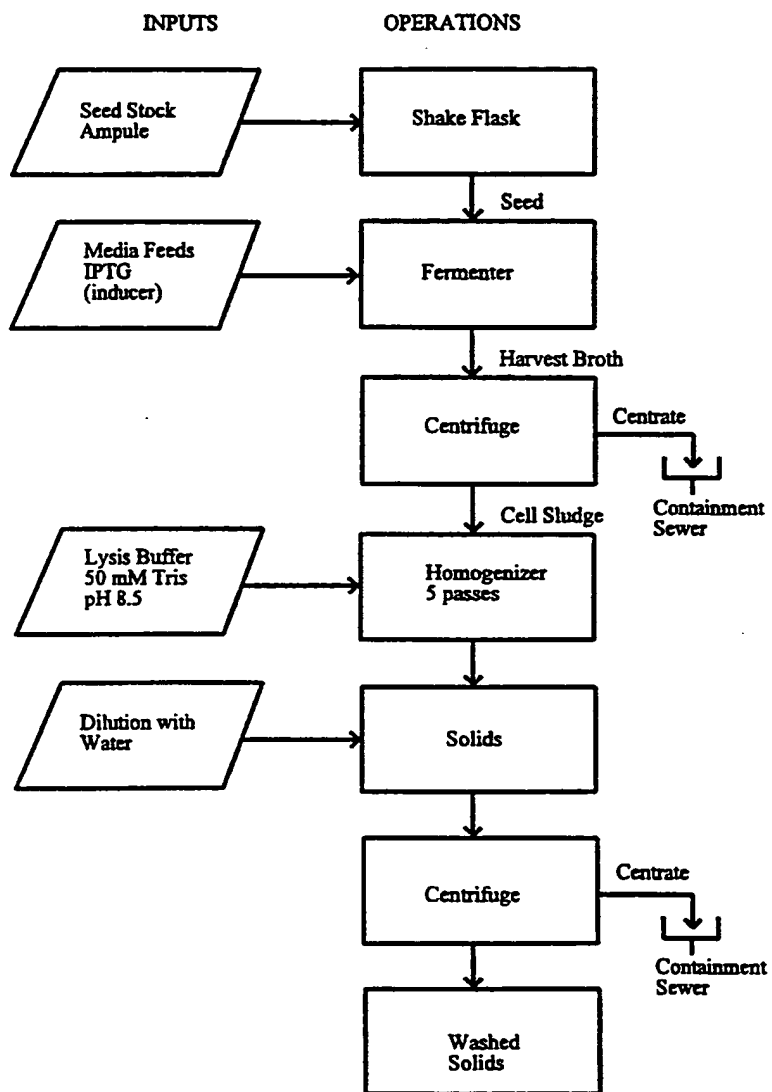 INPUTS
OPERATIONS
Seed Stock
Ampule
Shake Flask
Seed
Media Feeds
IPTG
(inducer)
Fermenter
Harvest Broth
Centrifuge
Centrate
Containment
Sewer
Cell Sludge
Lysis Buffer
50 mM Tris
pH 8.5
Homogenizer
5 passes
Dilution with
Water
Solids
Centrifuge
Centrate
Containment
Sewer
Washed
Solids